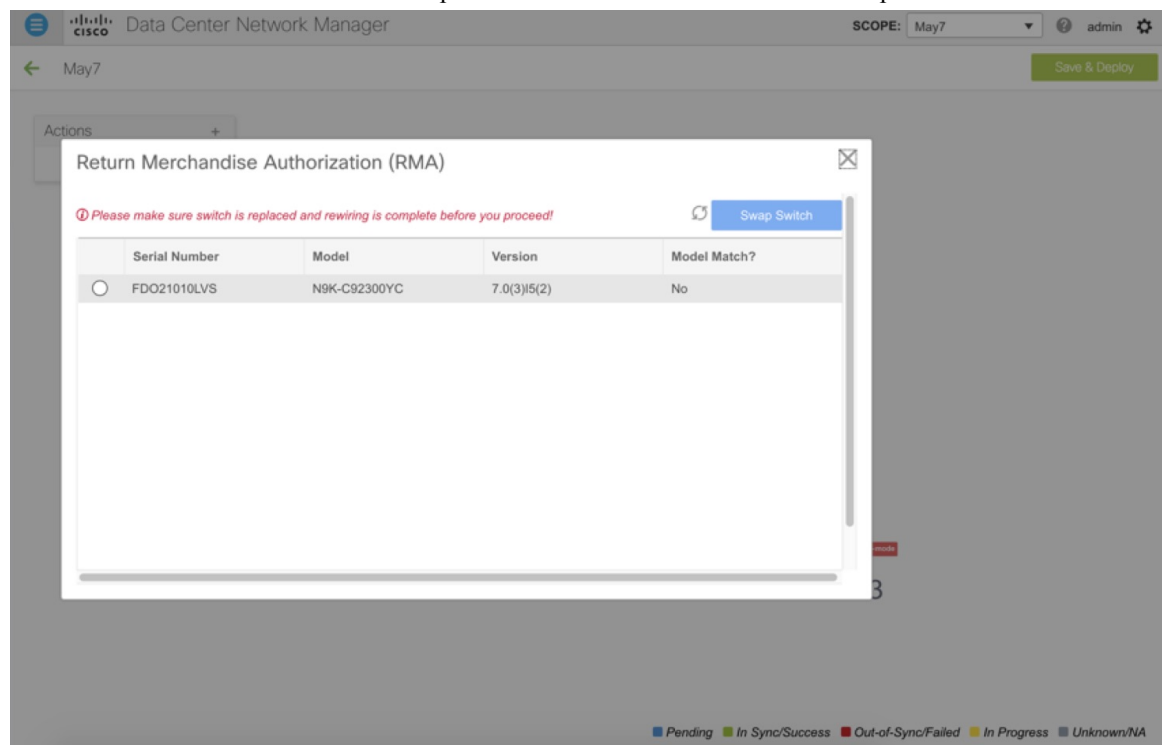 cisco Data Center Network Manager SCOPE: May7 admin
May7 Save & Deploy
Actions +
Return Merchandise Authorization (RMA)
Please make sure switch is replaced and rewiring is complete before you proceed! Swap Switch
Serial Number Model Version Model Match?
FDO21010LVS N9K-C92300YC 7.0(3)I5(2) No
mode
3
Pending In Sync/Success Out-of-Sync/Failed In Progress Unknown/NA